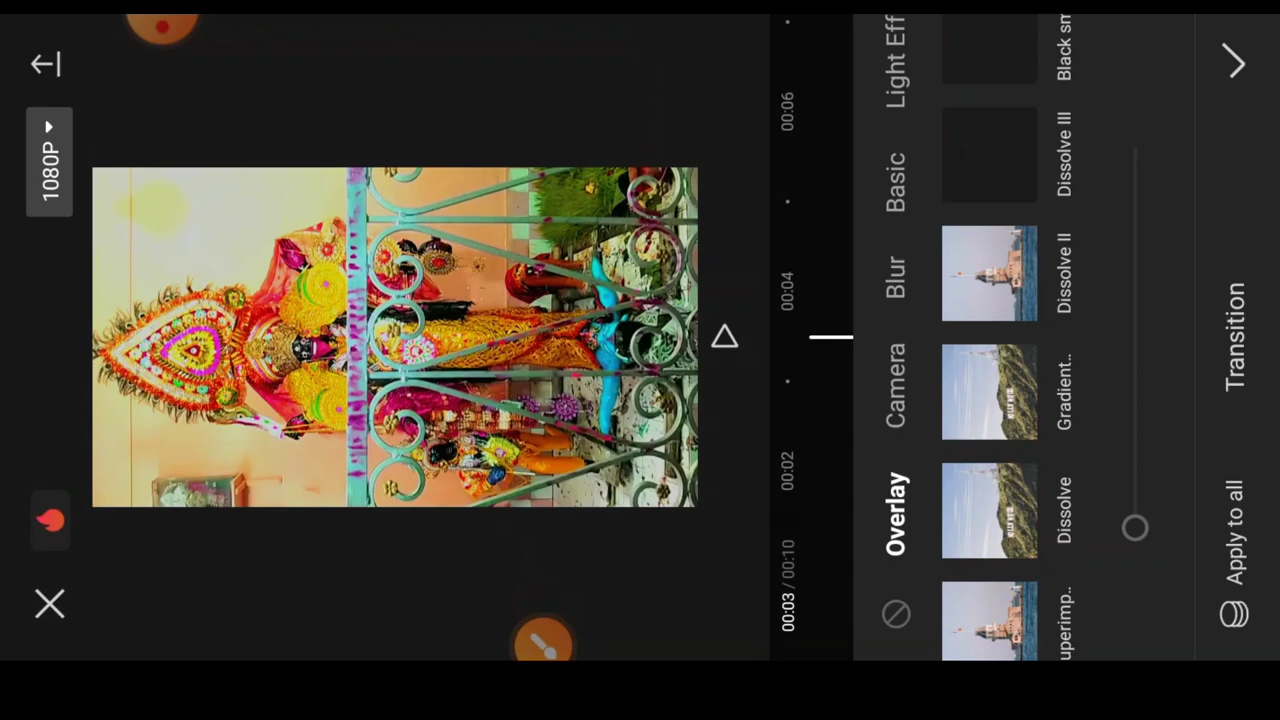 1080P
00:03 / 00:10
00:02
00:04
00:06
Overlay
Camera
Blur
Basic
Light Eff
uperimp..
Dissolve
Gradient..
Dissolve II
Dissolve III
Black sm
Apply to all
Transition